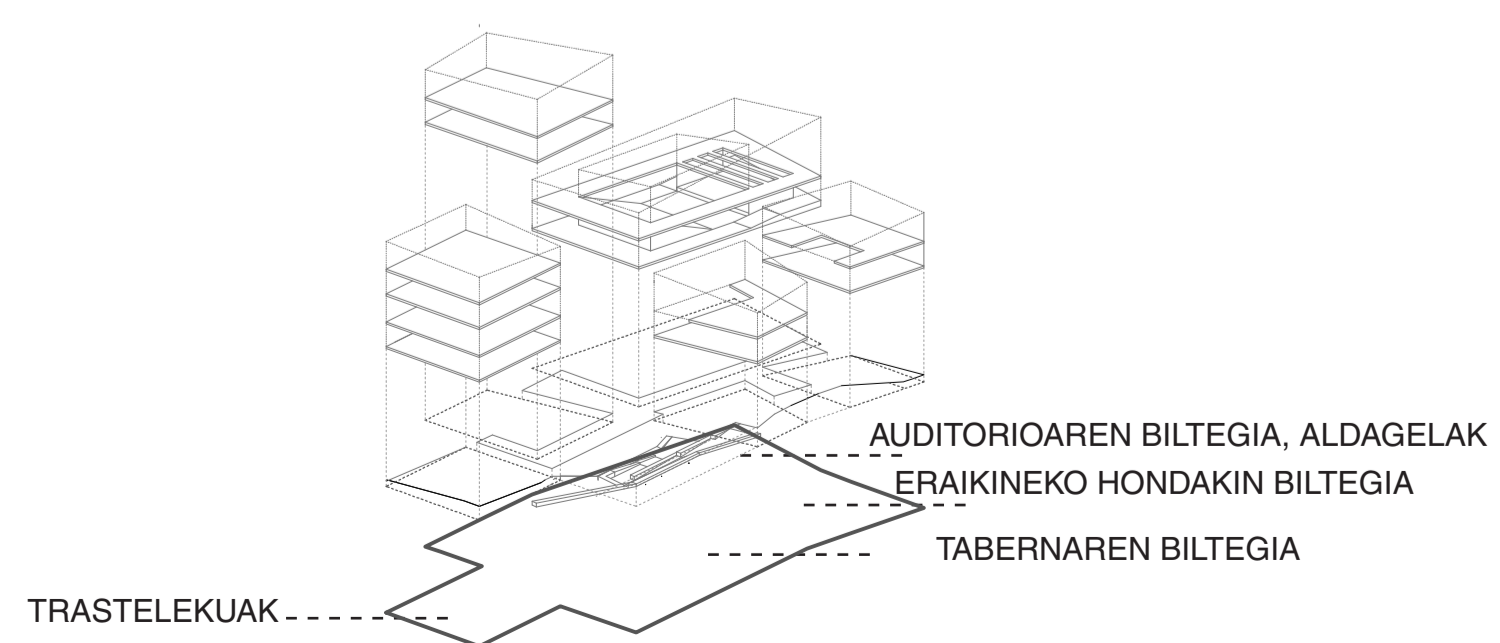 AUDITORIOAREN BILTEGIA, ALDAGELAK
ERAIKINEKO HONDAKIN BILTEGIA
TABERNAREN BILTEGIA
TRASTELEKUAK